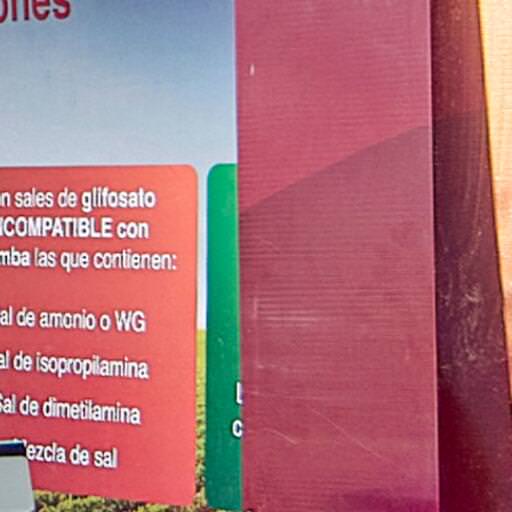 ones
n sales de glifosato
NCOMPATIBLE con
mba las que contienen:
al de amonio o WG
al de isopropilamina
Sal de dimetilamina
ezcla de sal
L
c